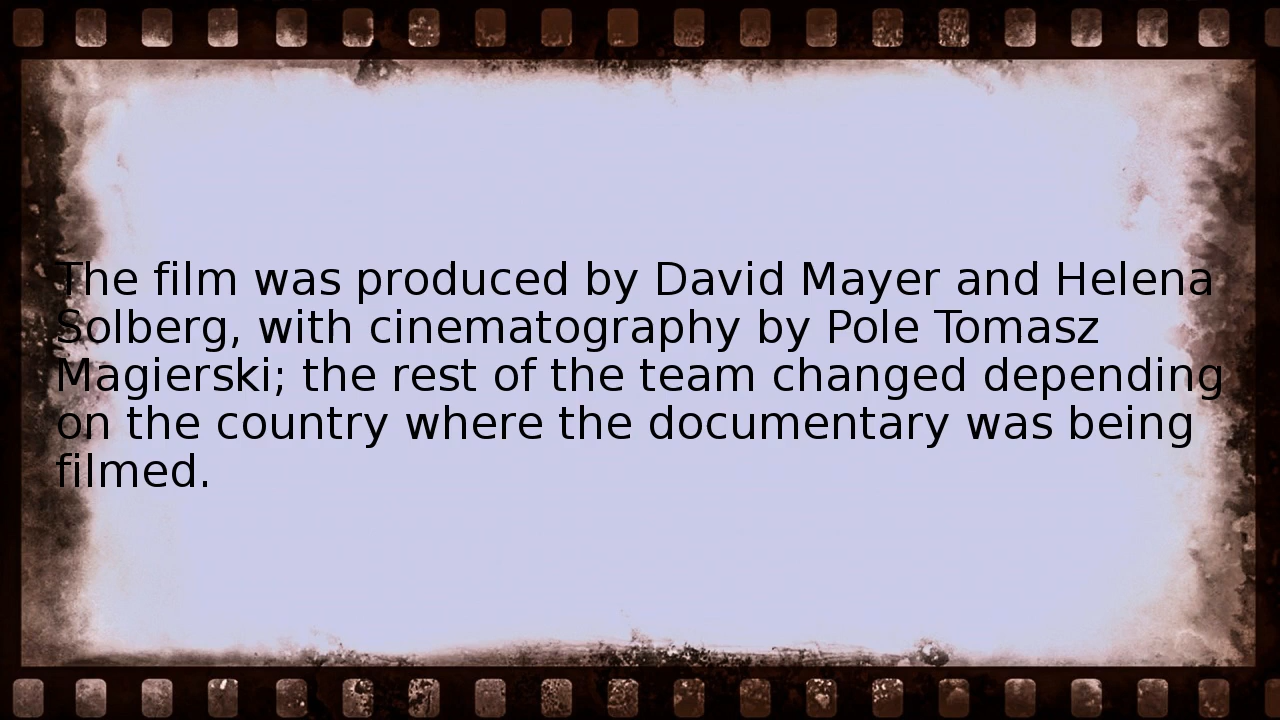 The film was produced by David Mayer and Helena
Solberg, with cinematography by Pole Tomasz
Magierski; the rest of the team changed depending
on the country where the documentary was being
filmed.